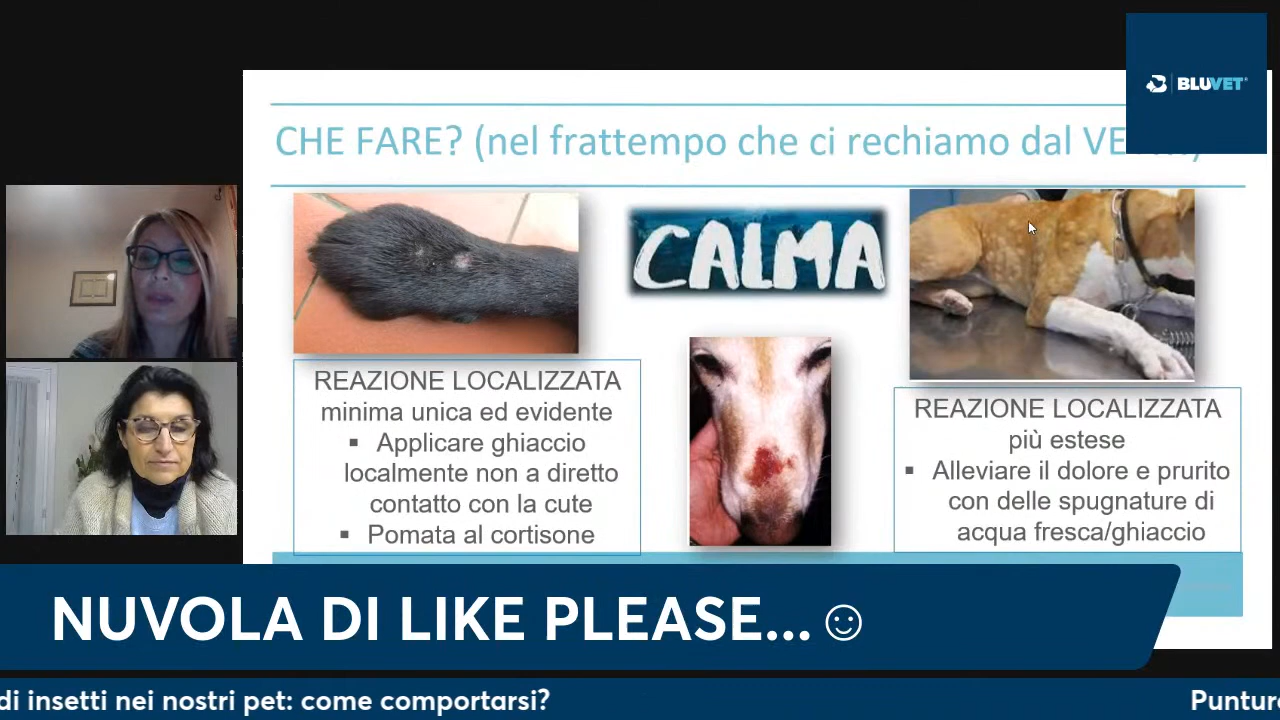 BLUVET
CHE FARE? (nel frattempo che ci rechiamo dal
CALMA
REAZIONE LOCALIZZATA
minima unica ed evidente
▪ Applicare ghiaccio
localmente non a diretto
contatto con la cute
▪ Pomata al cortisone
REAZIONE LOCALIZZATA
più estese
▪ Alleviare il dolore e prurito
con delle spugnature di
acqua fresca/ghiaccio
NUVOLA DI LIKE PLEASE...☺
di insetti nei nostri pet: come comportarsi?
Puntur